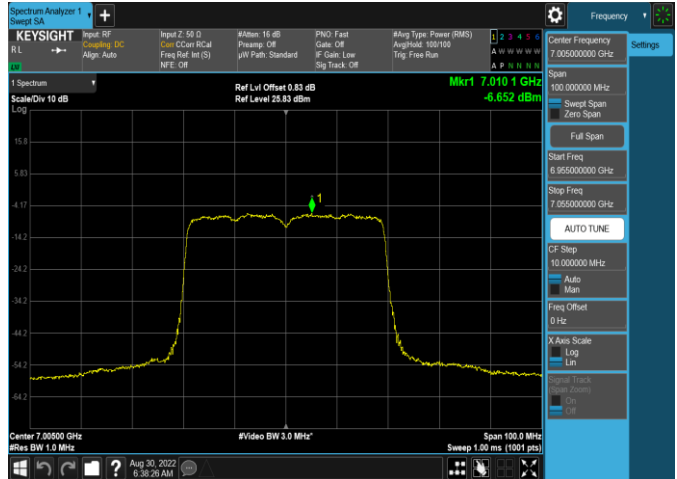 Spectrum Analyzer 1
Swept SA
Frequency
KEYSIGHT
RL
Input: RF
Coupling: DC
Align: Auto
Input Z: 50 Ω
Corr CCorr RCal
Freq Ref: Int (S)
NFE: Off
#Atten: 16 dB
Preamp: Off
µW Path: Standard
PNO: Fast
Gate: Off
IF Gain: Low
Sig Track: Off
#Avg Type: Power (RMS)
Avg|Hold: 100/100
Trig: Free Run
1 2 3 4 5 6
A W W W W W
A P N N N N
Center Frequency
7.005000000 GHz
Settings
Span
100.000000 MHz
Swept Span
Zero Span
Full Span
Start Freq
6.955000000 GHz
Stop Freq
7.055000000 GHz
AUTO TUNE
CF Step
10.000000 MHz
Auto
Man
Freq Offset
0 Hz
X Axis Scale
Log
Lin
Signal Track
(Span Zoom)
On
Off
1 Spectrum
Scale/Div 10 dB
Log
Ref Lvl Offset 0.83 dB
Ref Level 25.83 dBm
Mkr1 7.010 1 GHz
-6.652 dBm
15.8
5.83
-4.17
-14.2
-24.2
-34.2
-44.2
-54.2
-64.2
1
Center 7.00500 GHz
#Res BW 1.0 MHz
#Video BW 3.0 MHz*
Span 100.0 MHz
Sweep 1.00 ms (1001 pts)
Aug 30, 2022
6:38:26 AM